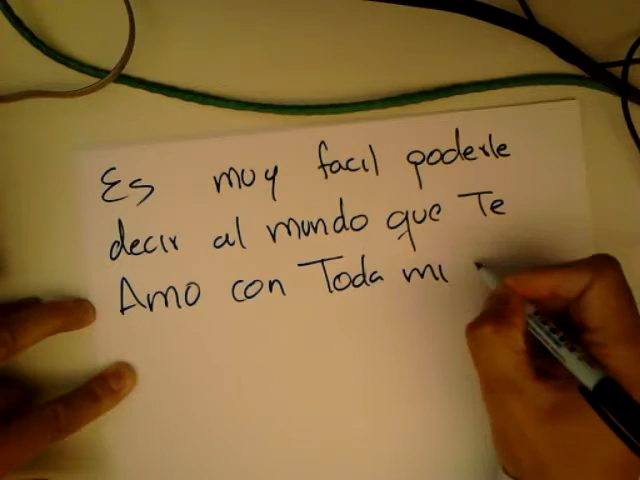 Es muy facil poderle
decir al mundo que Te
Amo con Toda mi